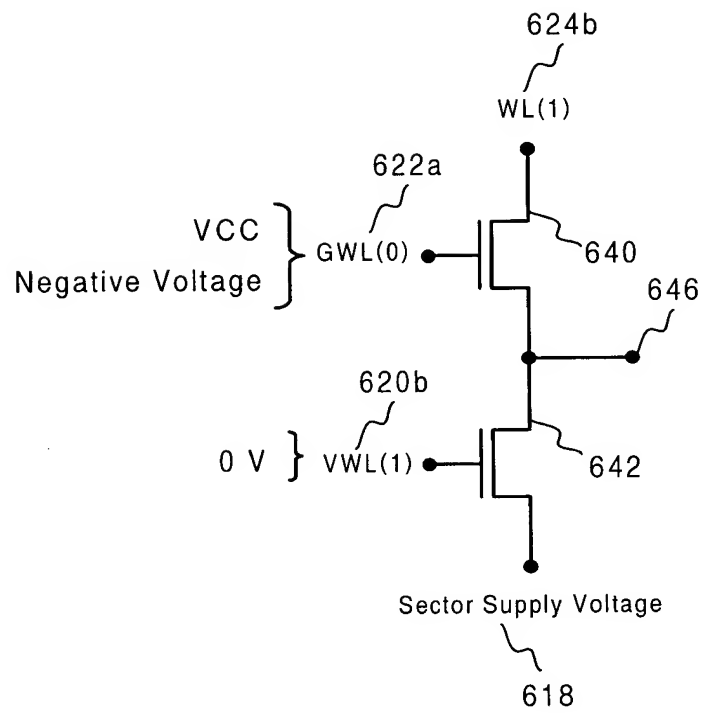 624b
WL(1)
622a
VCC
GWL(0)
Negative Voltage
640
646
620b
0 V
VWL(1)
642
Sector Supply Voltage
618